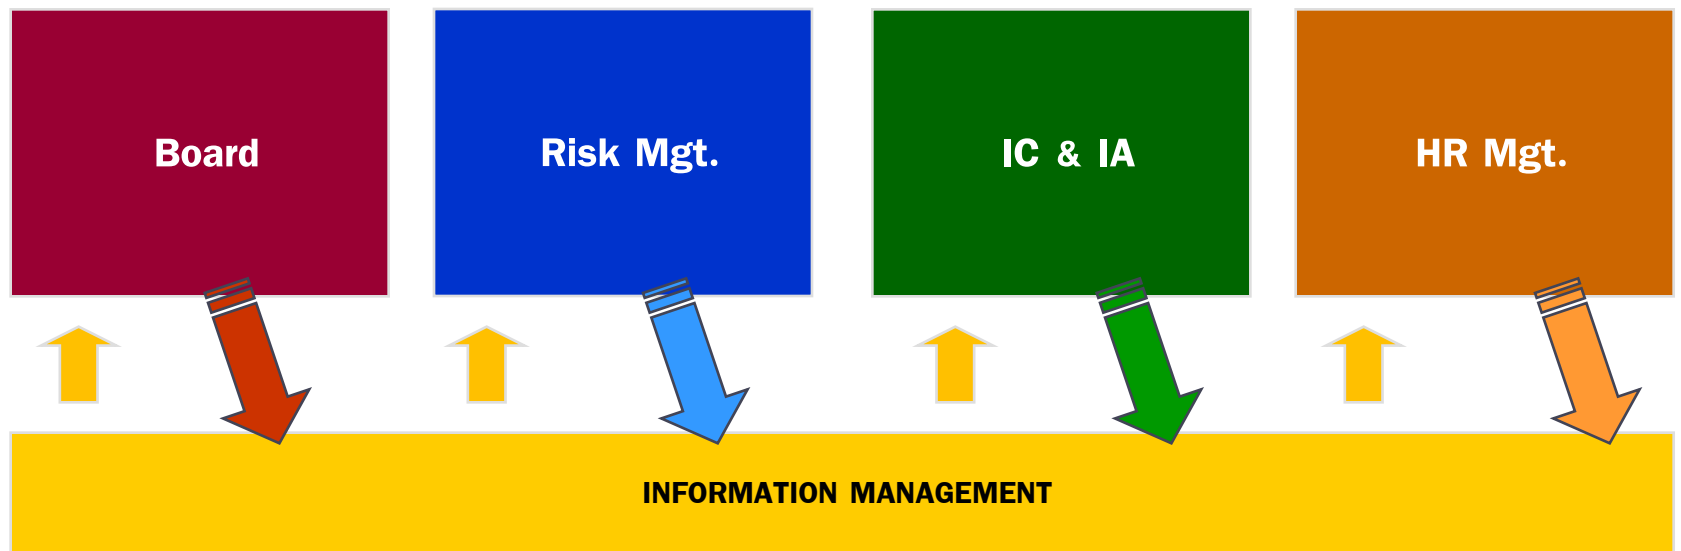 Board
Risk Mgt.
IC & IA
HR Mgt.
INFORMATION MANAGEMENT